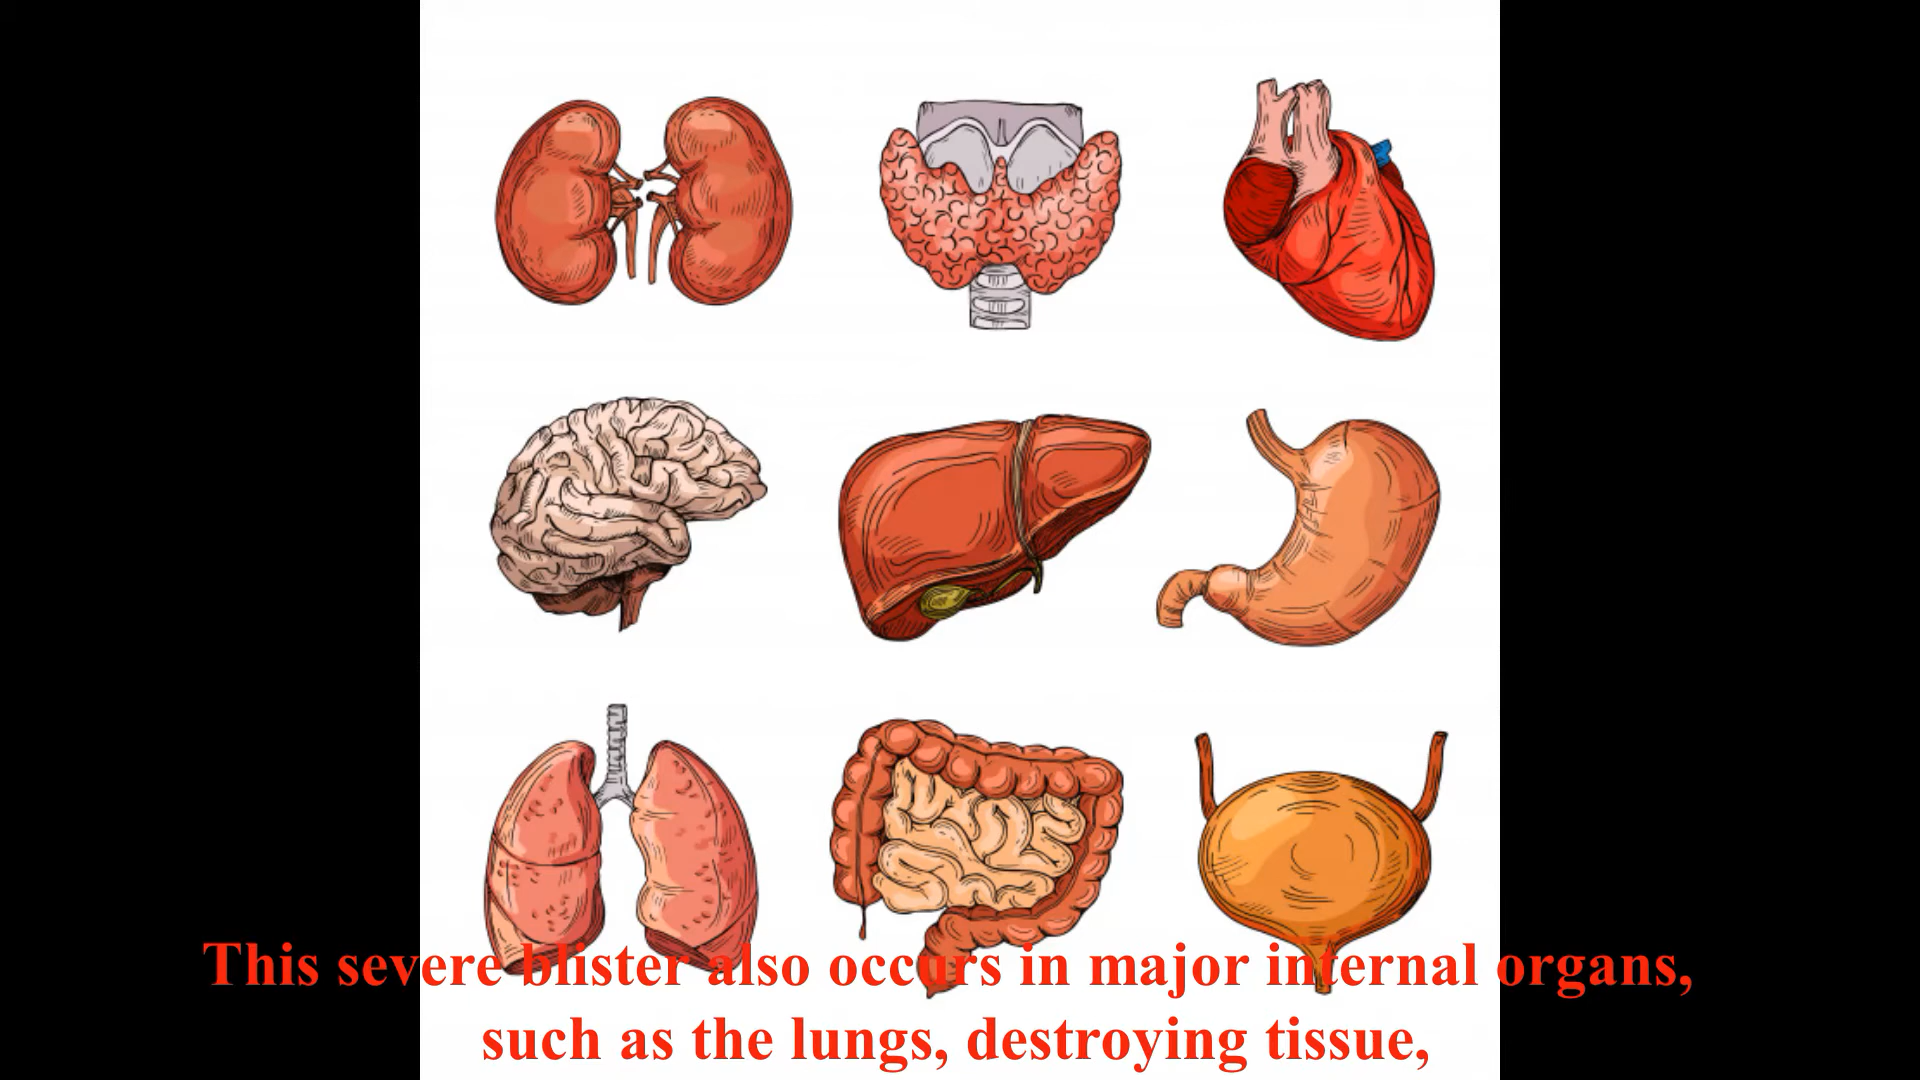 This severe blister also occurs in major internal organs,
such as the lungs, destroying tissue,